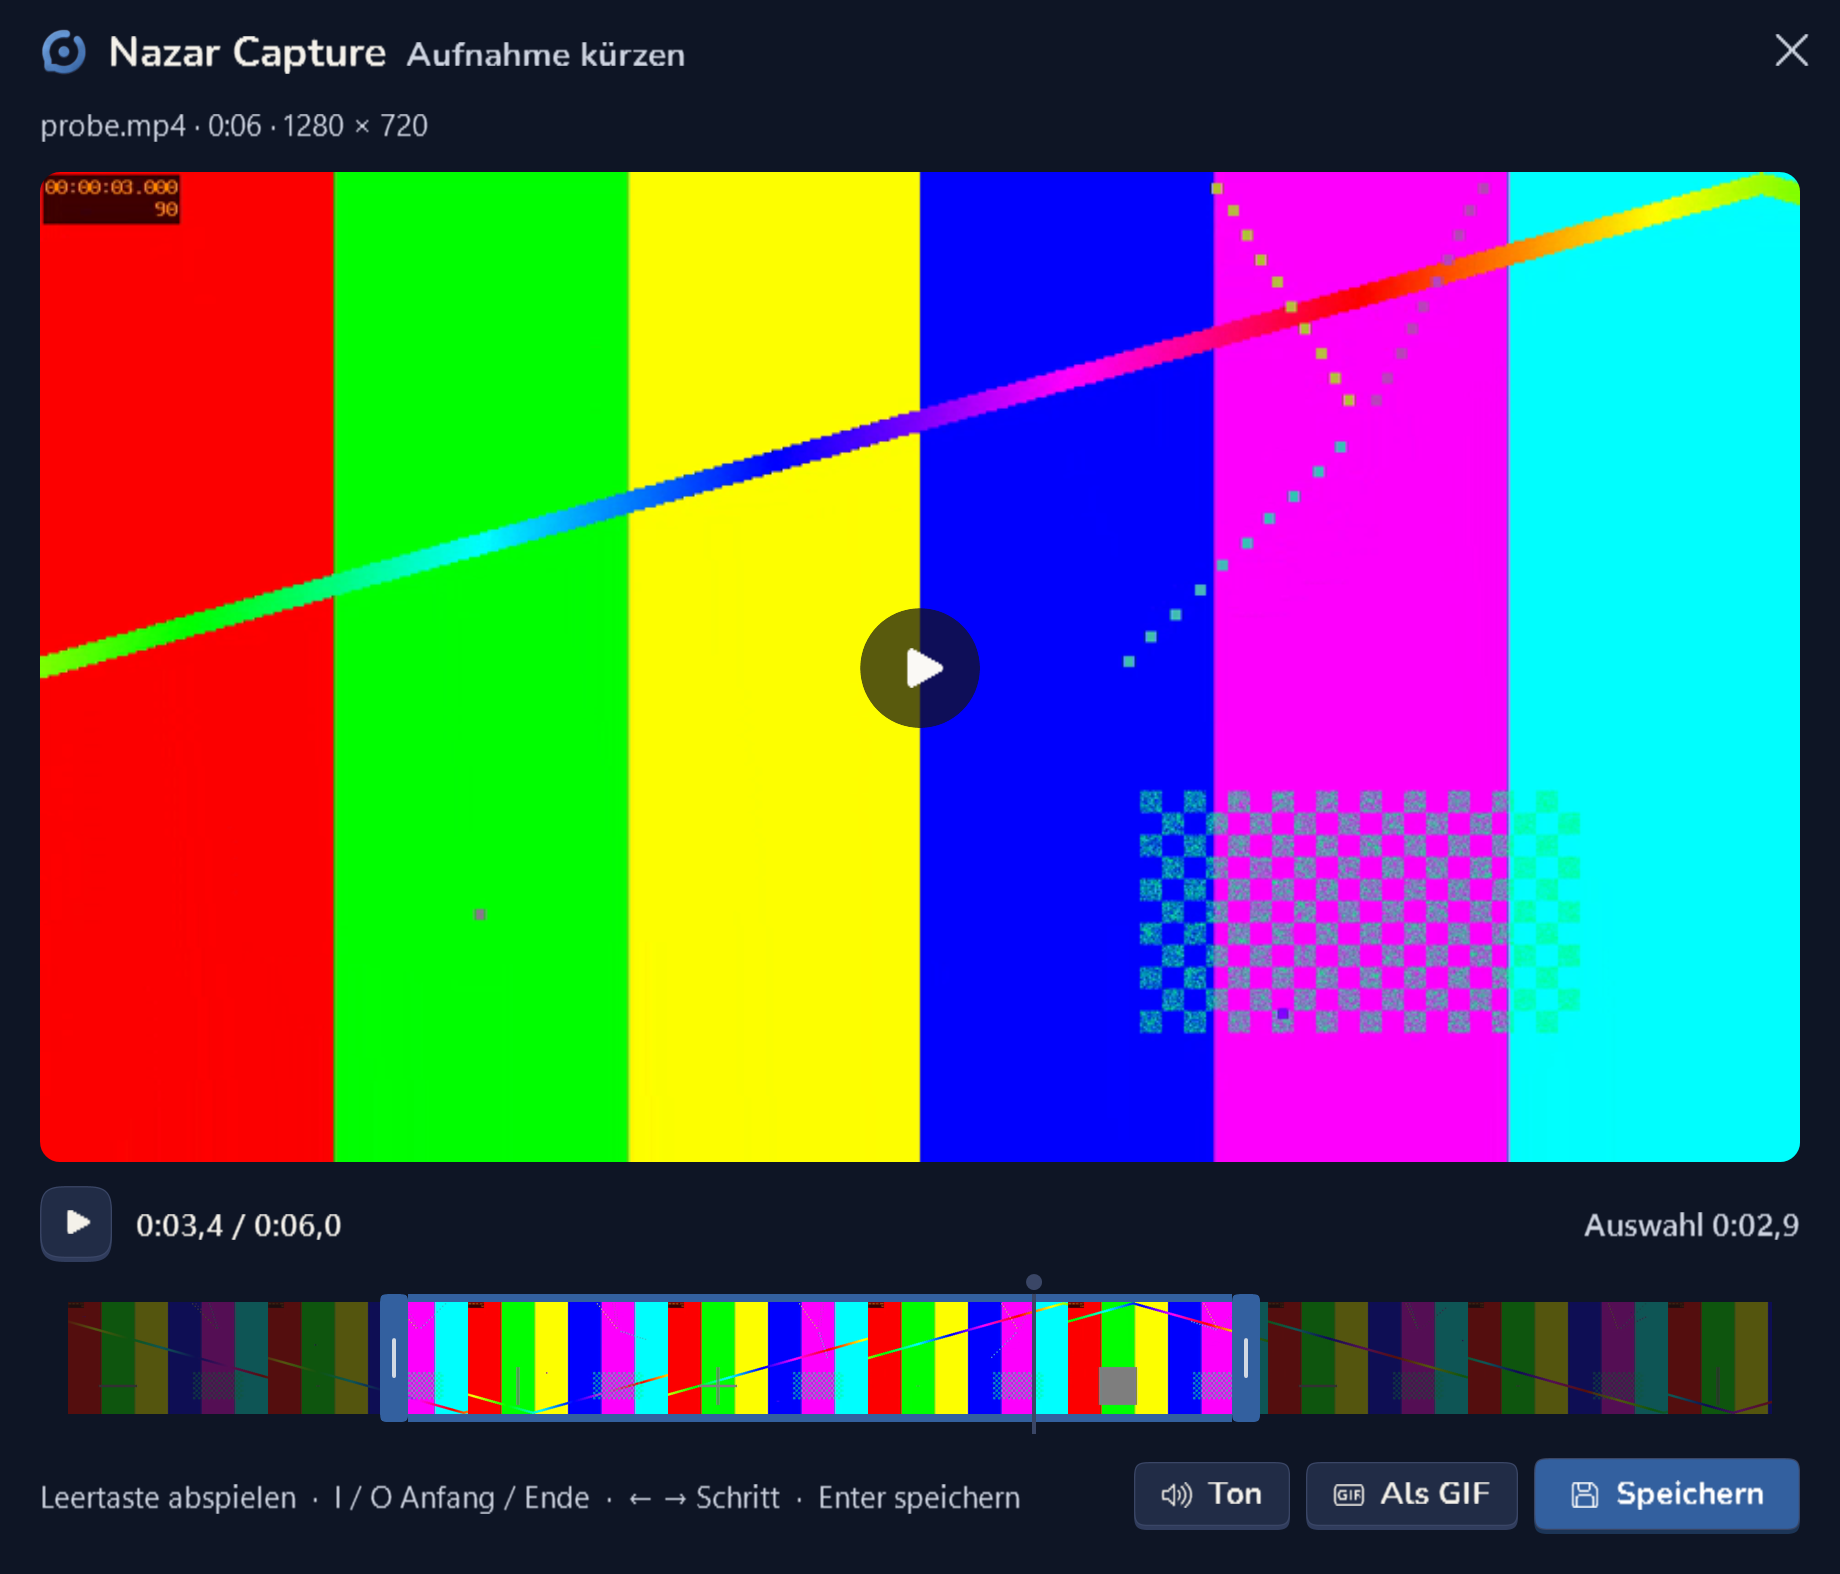 Nazar Capture Aufnahme kürzen
probe.mp4 · 0:06 · 1280 × 720
00:00:03.000
90
0:03,4 / 0:06,0
Auswahl 0:02,9
Leertaste abspielen · I / O Anfang / Ende · ← → Schritt · Enter speichern
Ton
GIF Als GIF
Speichern